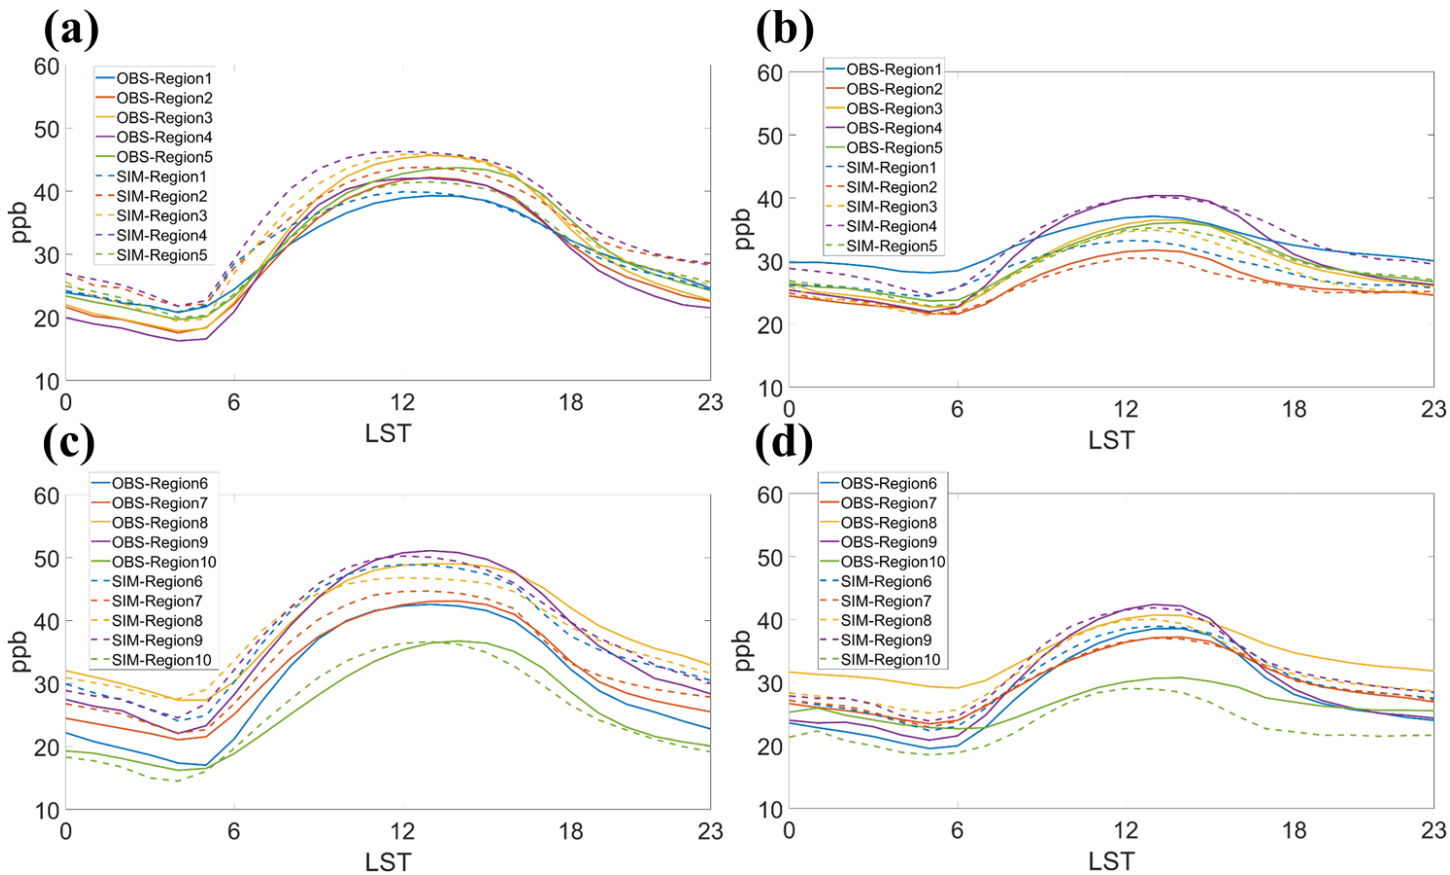 (a)
60
50
40
30
20
10
ppb
0
6
12
18
23
LST
OBS-Region1
OBS-Region2
OBS-Region3
OBS-Region4
OBS-Region5
SIM-Region1
SIM-Region2
SIM-Region3
SIM-Region4
SIM-Region5
(b)
60
50
40
30
20
10
ppb
0
6
12
18
23
LST
OBS-Region1
OBS-Region2
OBS-Region3
OBS-Region4
OBS-Region5
SIM-Region1
SIM-Region2
SIM-Region3
SIM-Region4
SIM-Region5
(c)
60
50
40
30
20
10
ppb
0
6
12
18
23
LST
OBS-Region6
OBS-Region7
OBS-Region8
OBS-Region9
OBS-Region10
SIM-Region6
SIM-Region7
SIM-Region8
SIM-Region9
SIM-Region10
(d)
60
50
40
30
20
10
ppb
0
6
12
18
23
LST
OBS-Region6
OBS-Region7
OBS-Region8
OBS-Region9
OBS-Region10
SIM-Region6
SIM-Region7
SIM-Region8
SIM-Region9
SIM-Region10